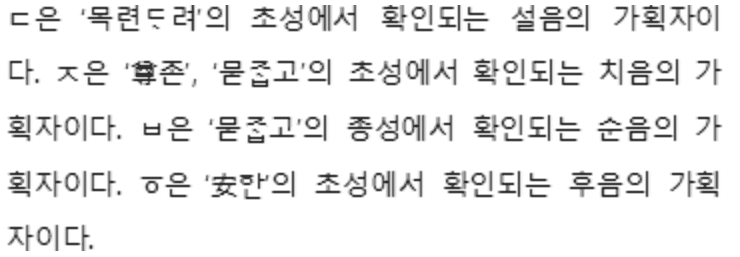 ㄷ은 ‘목련ᄃᆞ려’의 초성에서 확인되는 설음의 가획자이
다. ㅈ은 ‘尊존’, ‘묻ᄌᆞᆸ고’의 초성에서 확인되는 치음의 가
획자이다. ㅂ은 ‘묻ᄌᆞᆸ고’의 종성에서 확인되는 순음의 가
획자이다. ㆆ은 ‘安ᅙᅡᆫ’의 초성에서 확인되는 후음의 가획
자이다.